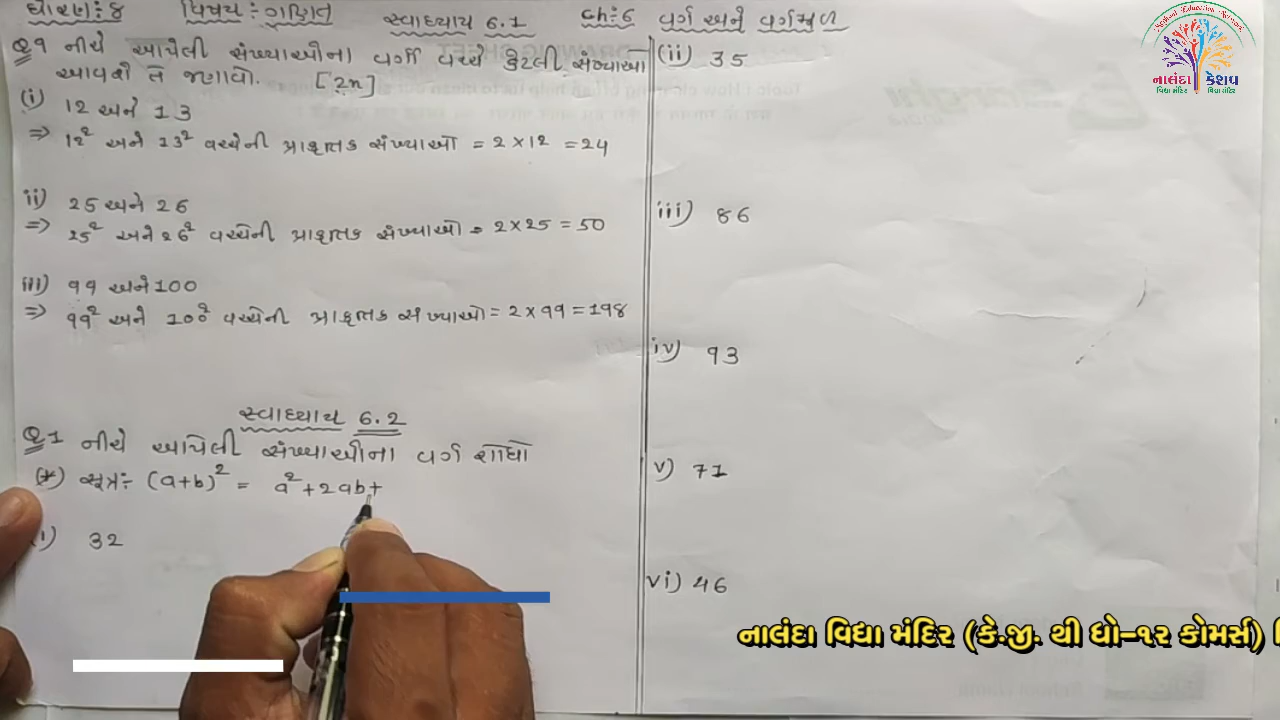 ધોરણ:૪ વિષય:- ગણિત સ્વાધ્યાય 6.1 ch:6 વર્ગ અને વર્ગમૂળ
Q1 નીચે આપેલી સંખ્યાઓના વર્ગો વચ્ચે કેટલી સંખ્યાઓ
આવશે તે જણાવો. [2n]
(i) 12 અને 13
⇒ 12² અને 13² વચ્ચેની પ્રાકૃતિક સંખ્યાઓ = 2 × 12 = 24
ii) 25 અને 26
⇒ 25² અને 26² વચ્ચેની પ્રાકૃતિક સંખ્યાઓ = 2 × 25 = 50
iii) 99 અને 100
⇒ 99² અને 100² વચ્ચેની પ્રાકૃતિક સંખ્યાઓ = 2 × 99 = 198
સ્વાધ્યાય 6.2
Q1 નીચે આપેલી સંખ્યાઓના વર્ગ શોધો
(*) સૂત્ર:- (a+b)² = a² + 2ab +
(i) 32
(ii) 35
iii) 86
iv) 93
v) 71
vi) 46
નાલંદા કેશવ
વિદ્યા મંદિર વિદ્યા મંદિર
નાલંદા વિદ્યા મંદિર (કે.જી. થી ધો-૧૨ કોમર્સ)